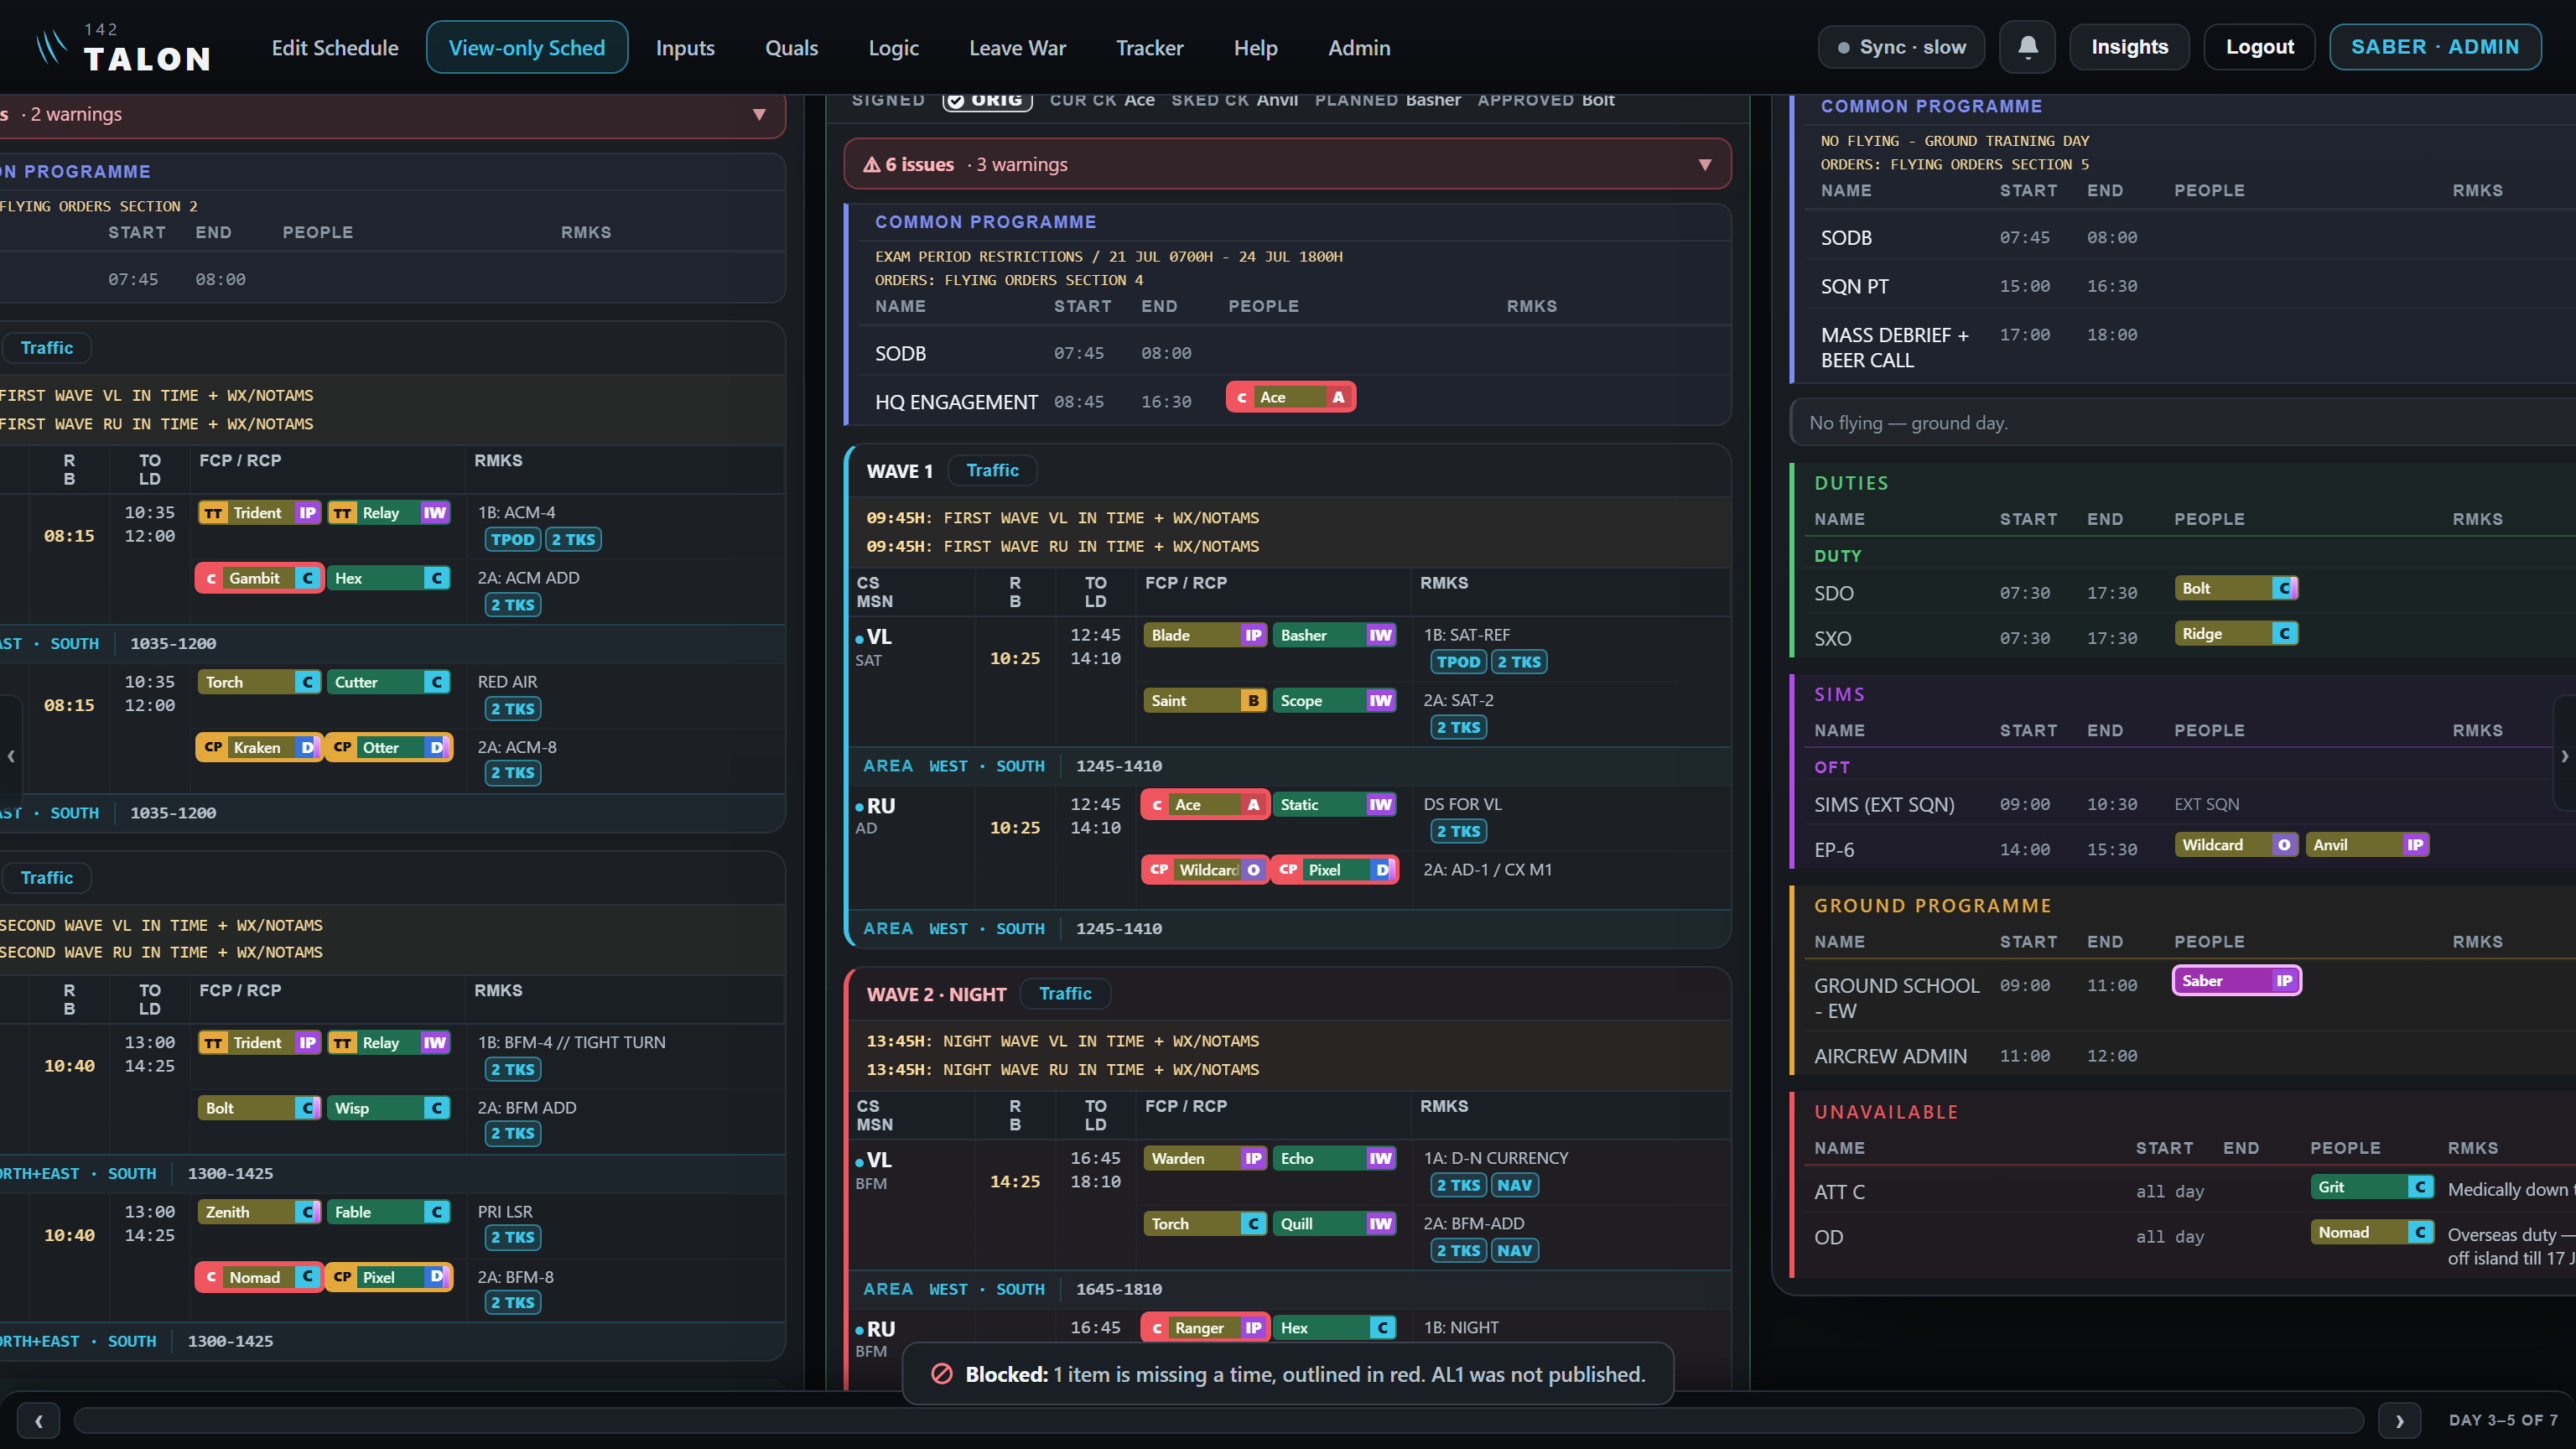 142
TALON
Edit Schedule
View-only Sched
Inputs
Quals
Logic
Leave War
Tracker
Help
Admin
Sync · slow
Insights
Logout
SABER · ADMIN
s · 2 warnings
ON PROGRAMME
FLYING ORDERS SECTION 2
START END PEOPLE RMKS
07:45 08:00
Traffic
FIRST WAVE VL IN TIME + WX/NOTAMS
FIRST WAVE RU IN TIME + WX/NOTAMS
R B TO LD FCP / RCP RMKS
08:15 10:35 12:00 TT Trident IP TT Relay IW 1B: ACM-4
TPOD 2 TKS
C Gambit C Hex C 2A: ACM ADD
2 TKS
AST · SOUTH 1035-1200
08:15 10:35 12:00 Torch C Cutter C RED AIR
2 TKS
CP Kraken D CP Otter D 2A: ACM-8
2 TKS
AST · SOUTH 1035-1200
Traffic
SECOND WAVE VL IN TIME + WX/NOTAMS
SECOND WAVE RU IN TIME + WX/NOTAMS
R B TO LD FCP / RCP RMKS
10:40 13:00 14:25 TT Trident IP TT Relay IW 1B: BFM-4 // TIGHT TURN
2 TKS
Bolt C Wisp C 2A: BFM ADD
2 TKS
ORTH+EAST · SOUTH 1300-1425
10:40 13:00 14:25 Zenith C Fable C PRI LSR
2 TKS
C Nomad C CP Pixel D 2A: BFM-8
2 TKS
ORTH+EAST · SOUTH 1300-1425
SIGNED ORIG CUR CK Ace SKED CK Anvil PLANNED Basher APPROVED Bolt
6 issues · 3 warnings
COMMON PROGRAMME
EXAM PERIOD RESTRICTIONS / 21 JUL 0700H - 24 JUL 1800H
ORDERS: FLYING ORDERS SECTION 4
NAME START END PEOPLE RMKS
SODB 07:45 08:00
HQ ENGAGEMENT 08:45 16:30 C Ace A
WAVE 1 Traffic
09:45H: FIRST WAVE VL IN TIME + WX/NOTAMS
09:45H: FIRST WAVE RU IN TIME + WX/NOTAMS
CS MSN R B TO LD FCP / RCP RMKS
VL SAT 10:25 12:45 14:10 Blade IP Basher IW 1B: SAT-REF
TPOD 2 TKS
Saint B Scope IW 2A: SAT-2
2 TKS
AREA WEST · SOUTH 1245-1410
RU AD 10:25 12:45 14:10 C Ace A Static IW DS FOR VL
2 TKS
CP Wildcard O CP Pixel D 2A: AD-1 / CX M1
AREA WEST · SOUTH 1245-1410
WAVE 2 · NIGHT Traffic
13:45H: NIGHT WAVE VL IN TIME + WX/NOTAMS
13:45H: NIGHT WAVE RU IN TIME + WX/NOTAMS
CS MSN R B TO LD FCP / RCP RMKS
VL BFM 14:25 16:45 18:10 Warden IP Echo IW 1A: D-N CURRENCY
2 TKS NAV
Torch C Quill IW 2A: BFM-ADD
2 TKS NAV
AREA WEST · SOUTH 1645-1810
RU BFM 16:45 C Ranger IP Hex C 1B: NIGHT
Blocked: 1 item is missing a time, outlined in red. AL1 was not published.
COMMON PROGRAMME
NO FLYING - GROUND TRAINING DAY
ORDERS: FLYING ORDERS SECTION 5
NAME START END PEOPLE RMKS
SODB 07:45 08:00
SQN PT 15:00 16:30
MASS DEBRIEF + BEER CALL 17:00 18:00
No flying — ground day.
DUTIES
NAME START END PEOPLE RMKS
DUTY
SDO 07:30 17:30 Bolt C
SXO 07:30 17:30 Ridge C
SIMS
NAME START END PEOPLE RMKS
OFT
SIMS (EXT SQN) 09:00 10:30 EXT SQN
EP-6 14:00 15:30 Wildcard O Anvil IP
GROUND PROGRAMME
NAME START END PEOPLE RMKS
GROUND SCHOOL - EW 09:00 11:00 Saber IP
AIRCREW ADMIN 11:00 12:00
UNAVAILABLE
NAME START END PEOPLE RMKS
ATT C all day Grit C Medically down
OD all day Nomad C Overseas duty —
off island till 17 J
DAY 3–5 OF 7